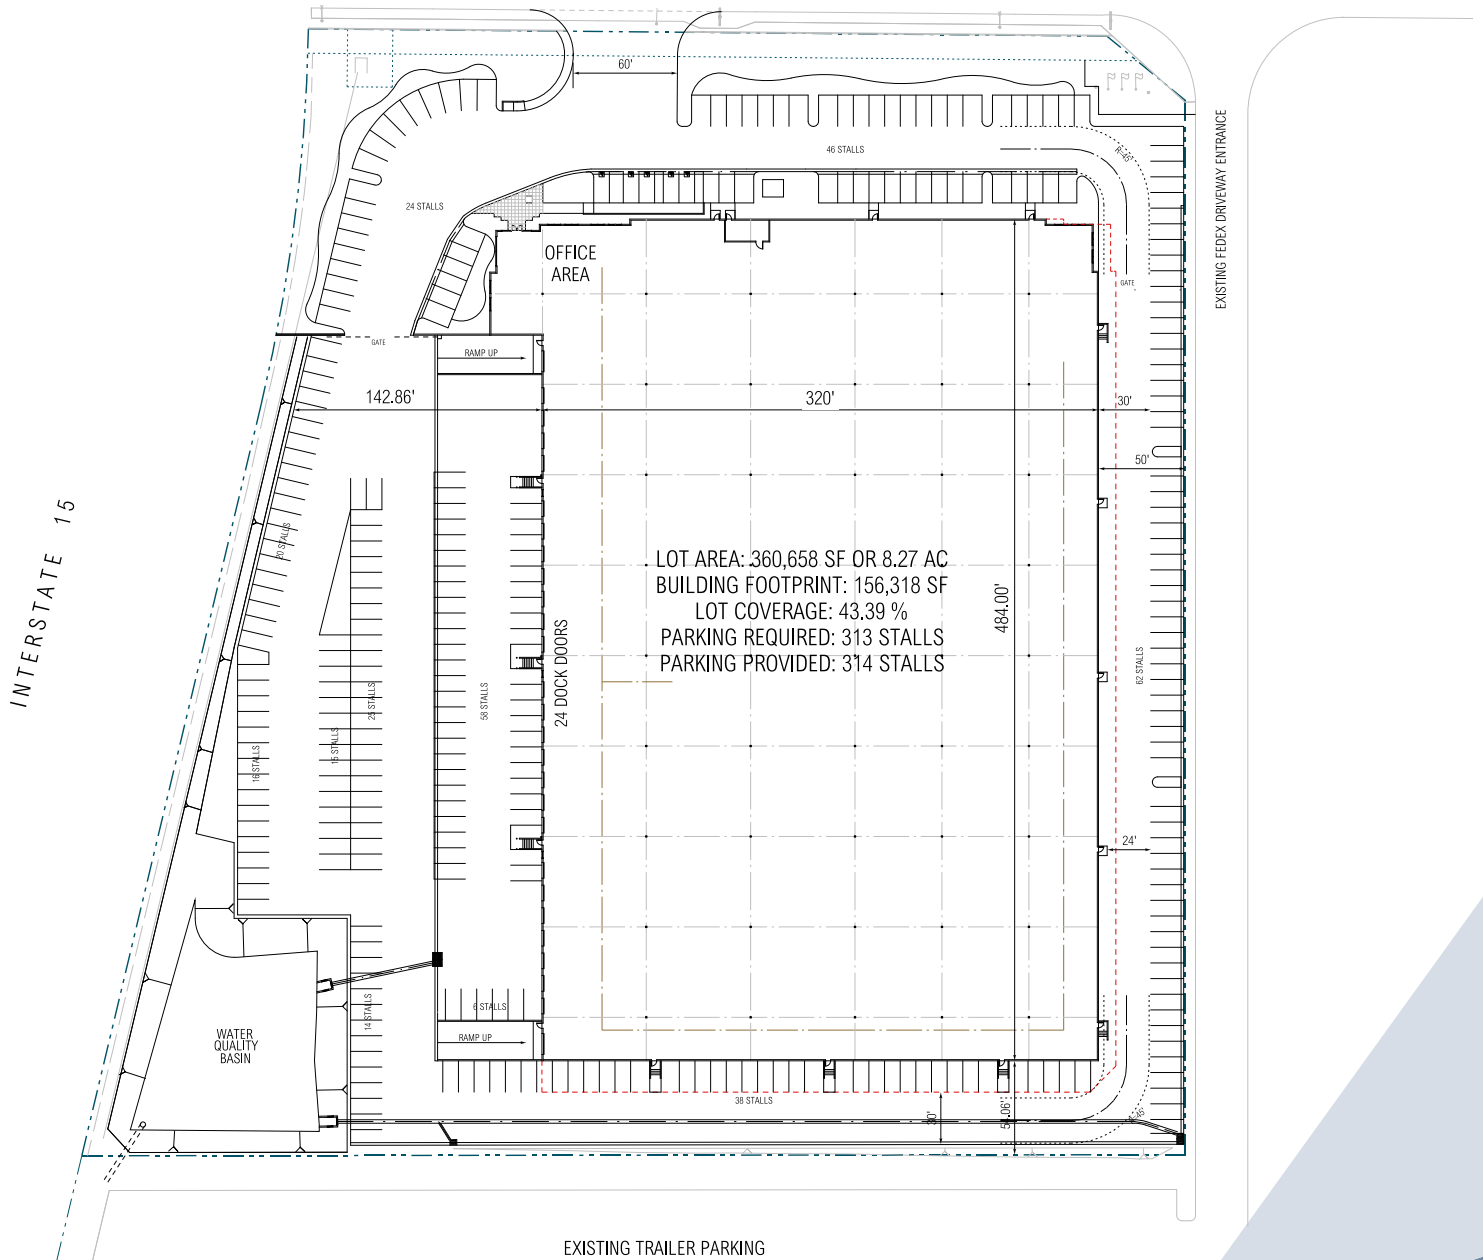 60'
EXISTING FEDEX DRIVEWAY ENTRANCE
46 STALLS
R=45'
24 STALLS
OFFICE
AREA
GATE
GATE
RAMP UP
142.86'
320'
30'
50'
INTERSTATE 15
20 STALLS
LOT AREA: 360,658 SF OR 8.27 AC
BUILDING FOOTPRINT: 156,318 SF
LOT COVERAGE: 43.39 %
PARKING REQUIRED: 313 STALLS
PARKING PROVIDED: 314 STALLS
484.00'
24 DOCK DOORS
62 STALLS
58 STALLS
25 STALLS
15 STALLS
16 STALLS
24'
6 STALLS
14 STALLS
WATER
QUALITY
BASIN
RAMP UP
38 STALLS
30'
R=45'
EXISTING TRAILER PARKING